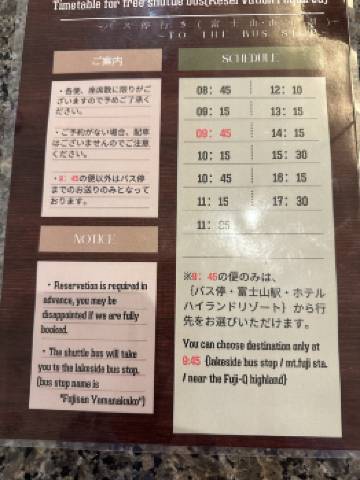 Timetable for free shuttle bus(Reservation required)
~バス停行き(富士山・山中湖)~
~TO THE BUS STOP~
ご案内
・各便、座席数に限りがご
ざいますので予めご了承く
ださい。
・ご予約がない場合、配車
はございませんのでご注意
ください。
・9:45の便以外はバス停
までのお送りのみとなって
おります。
NOTICE
・Reservation is required in
advance, you may be
disappointed if we are fully
booked.
・The shuttle bus will take
you to the lakeside bus stop.
(bus stop name is
"Fujisan Yamanakako")
SCHEDULE
08:45 12:10
09:15 13:15
09:45 14:15
10:15 15:30
10:45 16:15
11:15 17:30
11:
※9:45の便のみは、
{バス停・富士山駅・ホテル
ハイランドリゾート} から行
先をお選びいただけます。
You can choose destination only at
9:45 {lakeside bus stop / mt.fuji sta.
/ near the Fuji-Q highland}